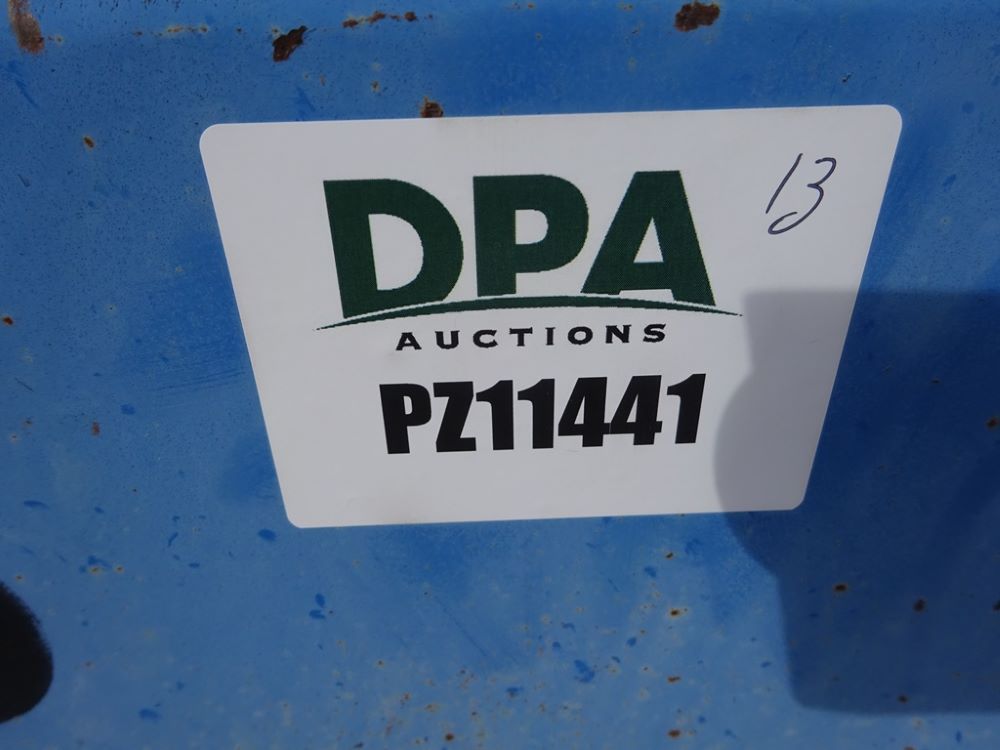 13
DPA
AUCTIONS
PZ11441